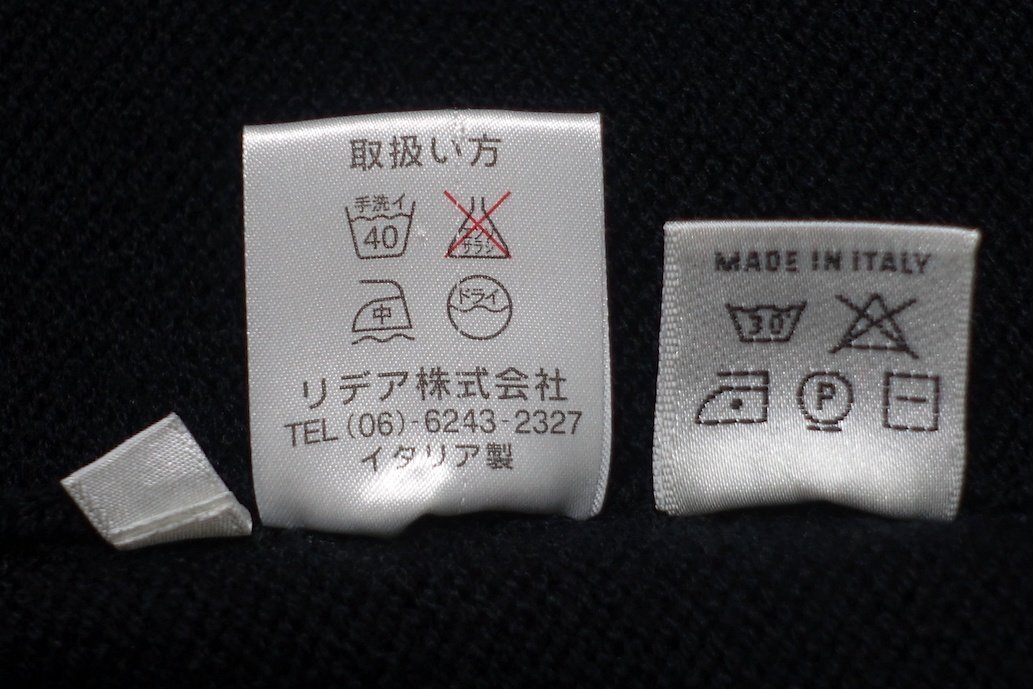 取扱い方
手洗イ
40
エンソ
サラシ
中
ドライ
リデア株式会社
TEL (06)-6243-2327
イタリア製
MADE IN ITALY
30
P